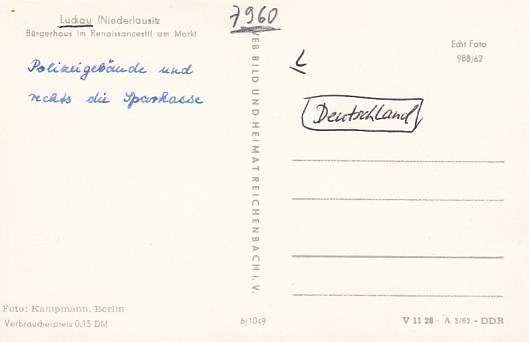 Luckau (Niederlausitz
Bürgerhaus im Renaissancestil am Markt
Polizeigebäude und
rechts die Sparkasse
7960
VEB BILD UND HEIMAT REICHENBACH I. V.
L
Echt Foto
988/62
Deutschland
Foto: Kampmann, Berlin
Verbraucherpreis 0.15 DM
6/1049
V 11 28 - A 3/62 - DDR